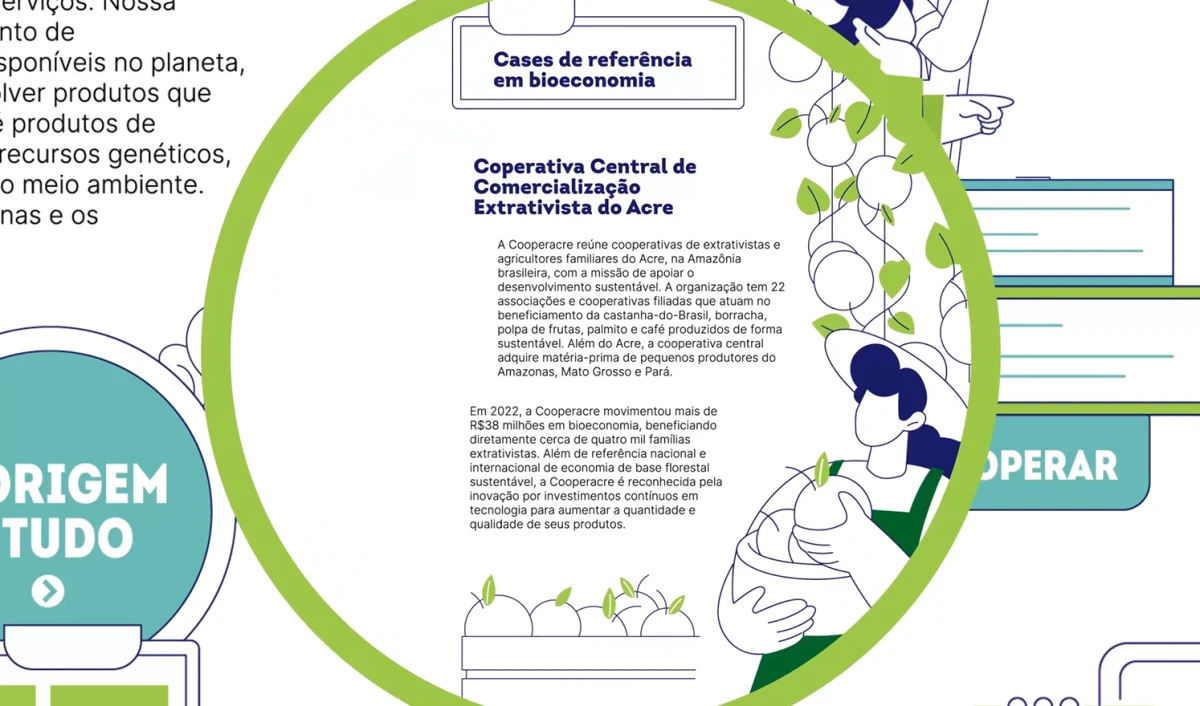 serviços. Nossa
nto de
sponíveis no planeta,
lver produtos que
é produtos de
recursos genéticos,
o meio ambiente.
nas e os
Cases de referência
em bioeconomia
Coperativa Central de
Comercialização
Extrativista do Acre
A Cooperacre reúne cooperativas de extrativistas e
agricultores familiares do Acre, na Amazônia
brasileira, com a missão de apoiar o
desenvolvimento sustentável. A organização tem 22
associações e cooperativas filiadas que atuam no
beneficiamento da castanha-do-Brasil, borracha,
polpa de frutas, palmito e café produzidos de forma
sustentável. Além do Acre, a cooperativa central
adquire matéria-prima de pequenos produtores do
Amazonas, Mato Grosso e Pará.
Em 2022, a Cooperacre movimentou mais de
R$38 milhões em bioeconomia, beneficiando
diretamente cerca de quatro mil famílias
extrativistas. Além de referência nacional e
internacional de economia de base florestal
sustentável, a Cooperacre é reconhecida pela
inovação por investimentos contínuos em
tecnologia para aumentar a quantidade e
qualidade de seus produtos.
ORIGEM
TUDO
OPERAR